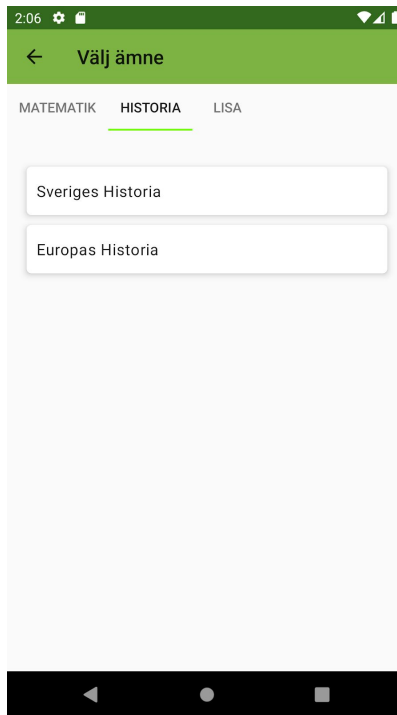 2:06
Välj ämne
MATEMATIK HISTORIA LISA
Sveriges Historia
Europas Historia